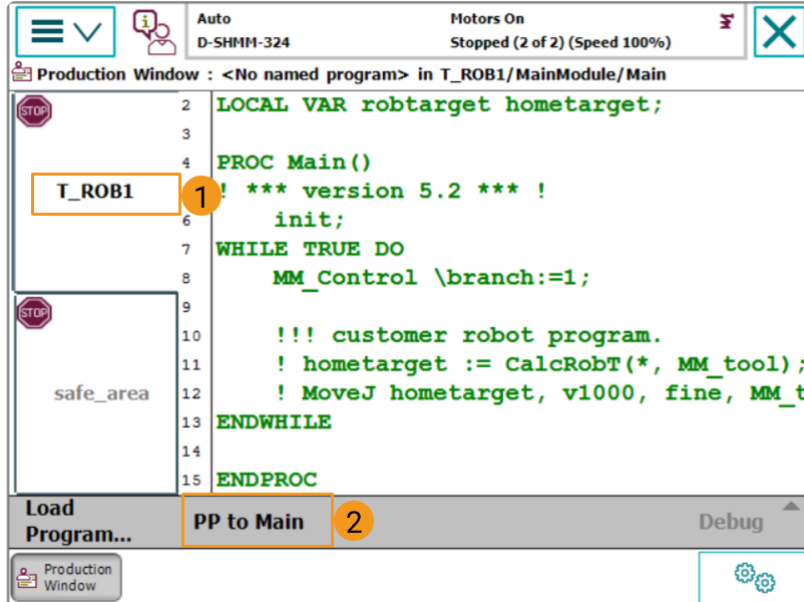 Auto
D-SHMM-324
Motors On
Stopped (2 of 2) (Speed 100%)
Production Window : <No named program> in T_ROB1/MainModule/Main
STOP
T_ROB1
1
STOP
safe_area
2 LOCAL VAR robtarget hometarget;
3
4 PROC Main()
! *** version 5.2 *** !
6 init;
7 WHILE TRUE DO
8 MM_Control \branch:=1;
9
10 !!! customer robot program.
11 ! hometarget := CalcRobT(*, MM_tool);
12 ! MoveJ hometarget, v1000, fine, MM_t
13 ENDWHILE
14
15 ENDPROC
Load
Program...
PP to Main
2
Debug
Production
Window